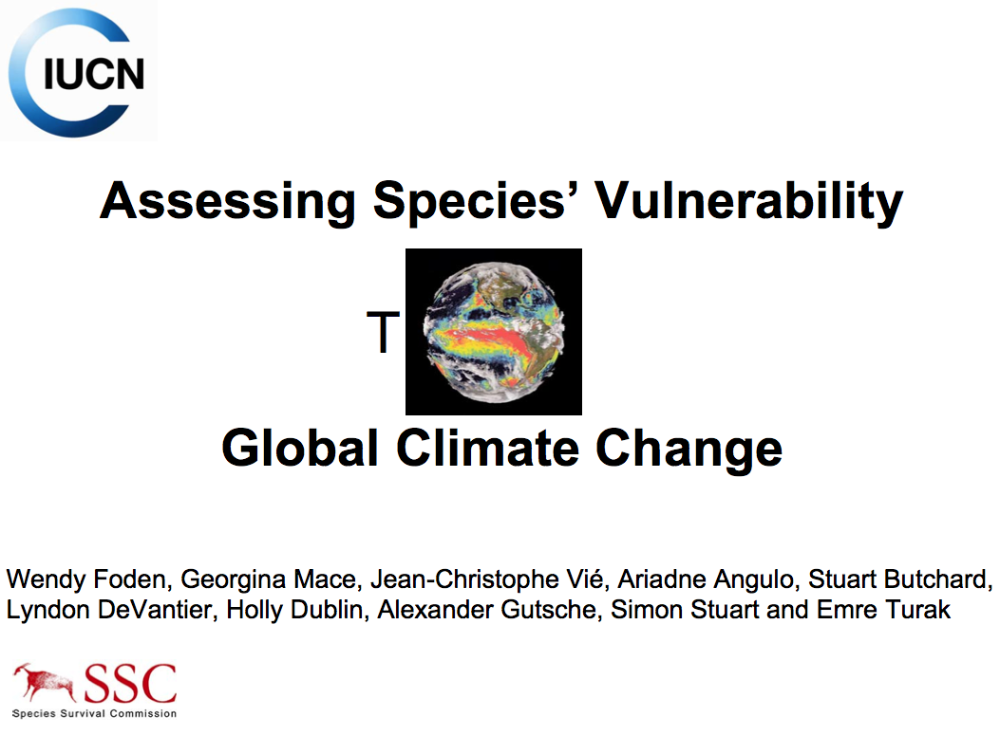 IUCN
Assessing Species’ Vulnerability
T
Global Climate Change
Wendy Foden, Georgina Mace, Jean-Christophe Vié, Ariadne Angulo, Stuart Butchard,
Lyndon DeVantier, Holly Dublin, Alexander Gutsche, Simon Stuart and Emre Turak
SSC
Species Survival Commission